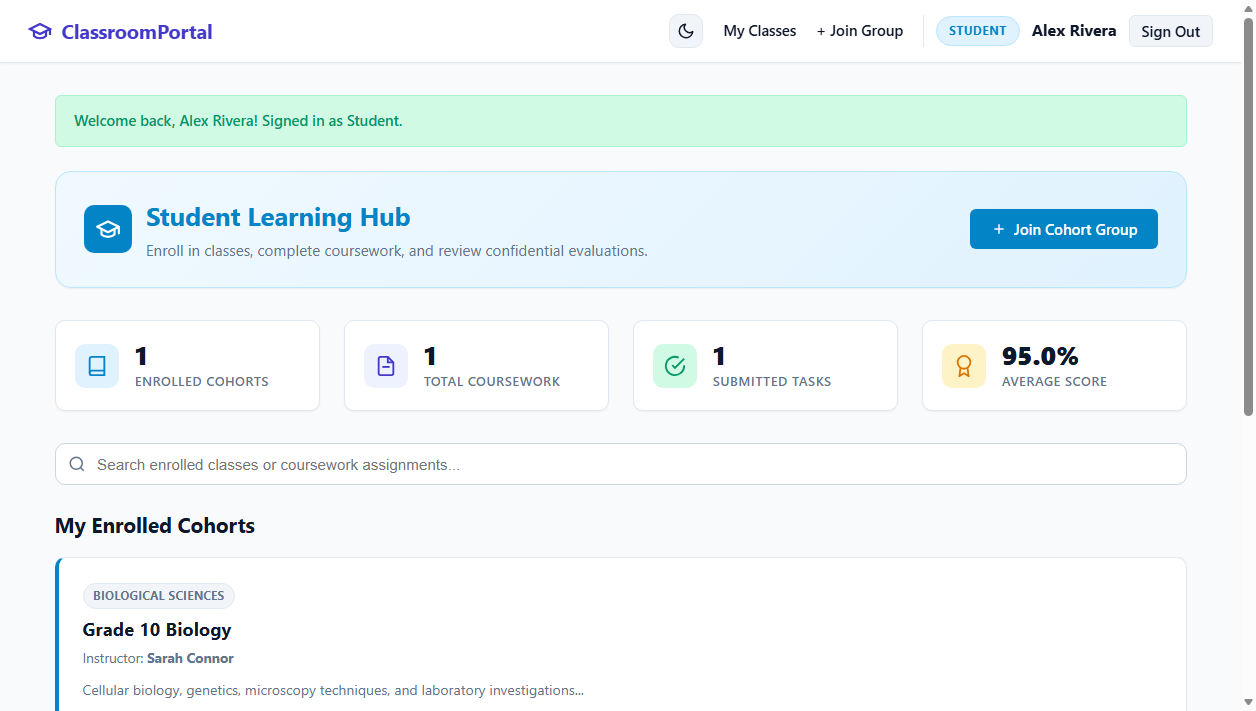 ClassroomPortal
My Classes
+ Join Group
STUDENT
Alex Rivera
Sign Out
Welcome back, Alex Rivera! Signed in as Student.
Student Learning Hub
Enroll in classes, complete coursework, and review confidential evaluations.
+ Join Cohort Group
1
ENROLLED COHORTS
1
TOTAL COURSEWORK
1
SUBMITTED TASKS
95.0%
AVERAGE SCORE
Search enrolled classes or coursework assignments...
My Enrolled Cohorts
BIOLOGICAL SCIENCES
Grade 10 Biology
Instructor: Sarah Connor
Cellular biology, genetics, microscopy techniques, and laboratory investigations...